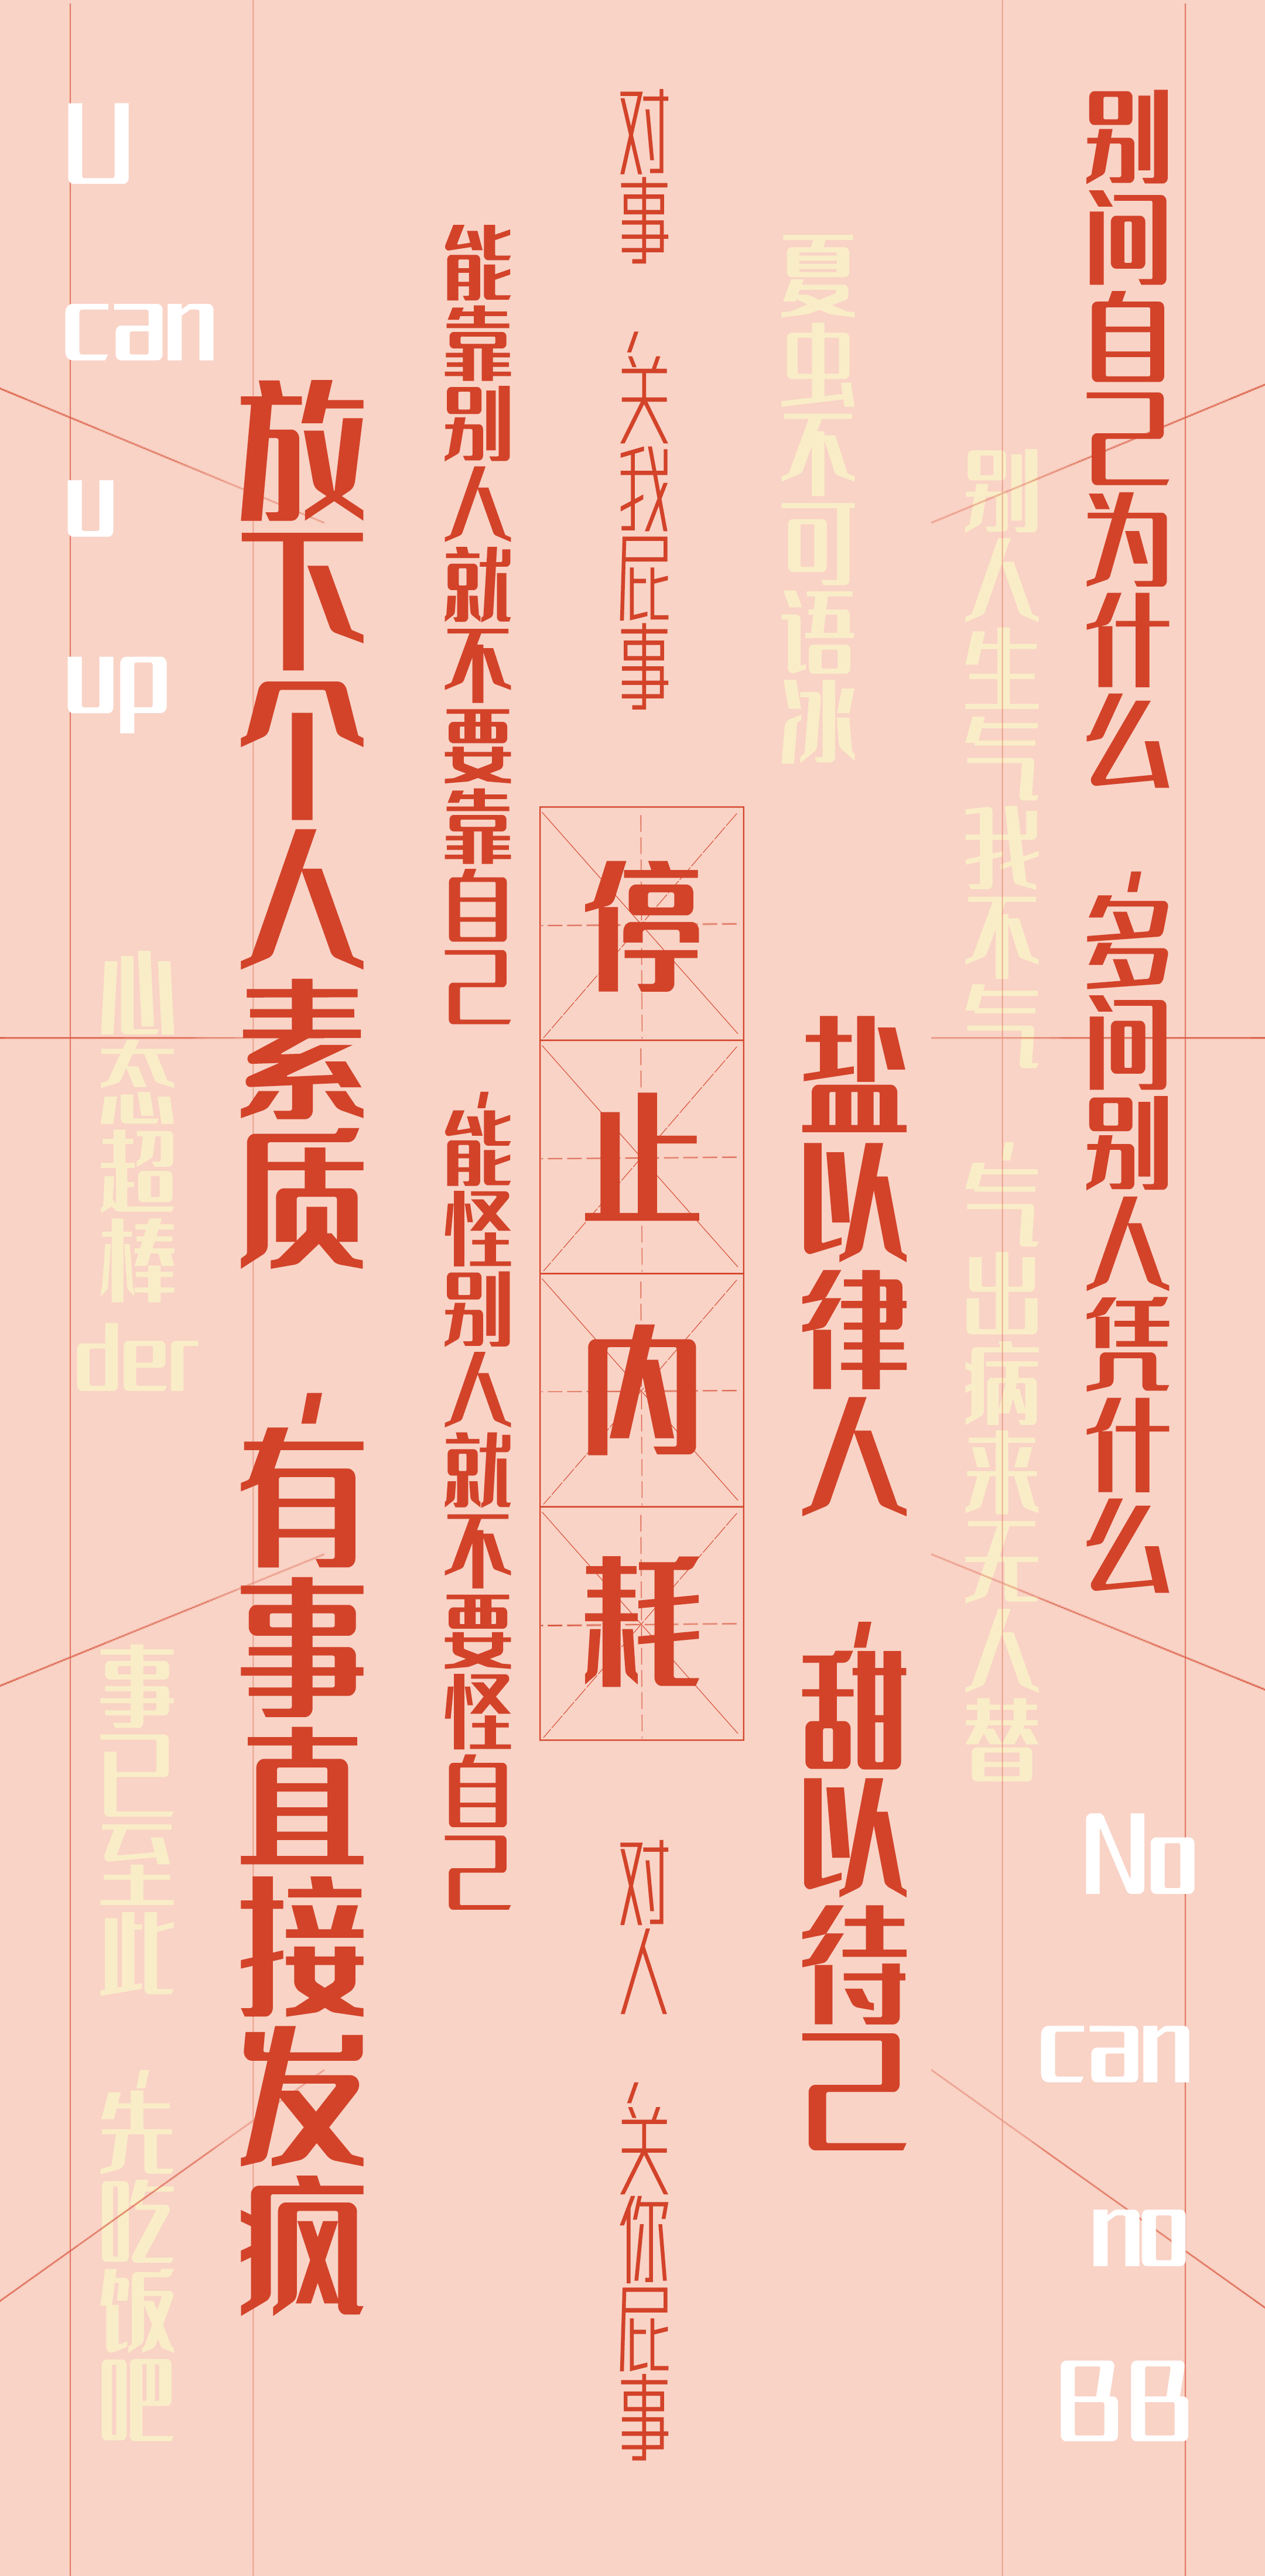 别问自己为什么，多问别人凭什么
No can no BB
别人生气我不气，气出病来无人替
夏虫不可语冰
盐以律人，甜以待己
对事，关我屁事
停止内耗
对人，关你屁事
能靠别人就不要靠自己，能怪别人就不要怪自己
放下个人素质，有事直接发疯
U can u up
心态超棒der
事已至此，先吃饭吧